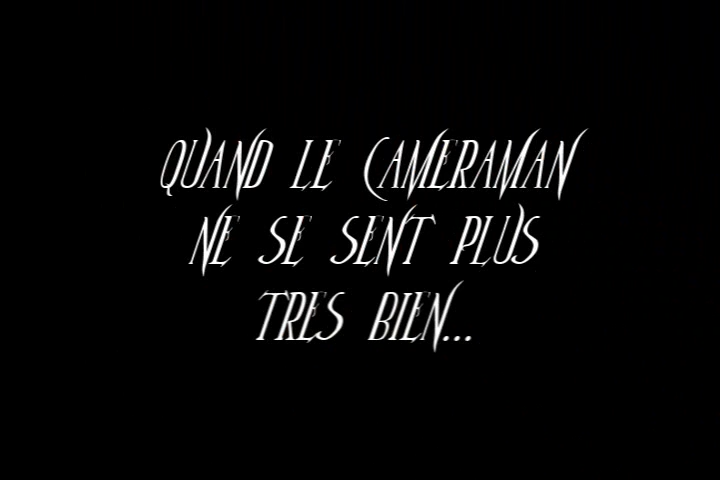 QUAND LE CAMERAMAN
NE SE SENT PLUS
TRES BIEN...